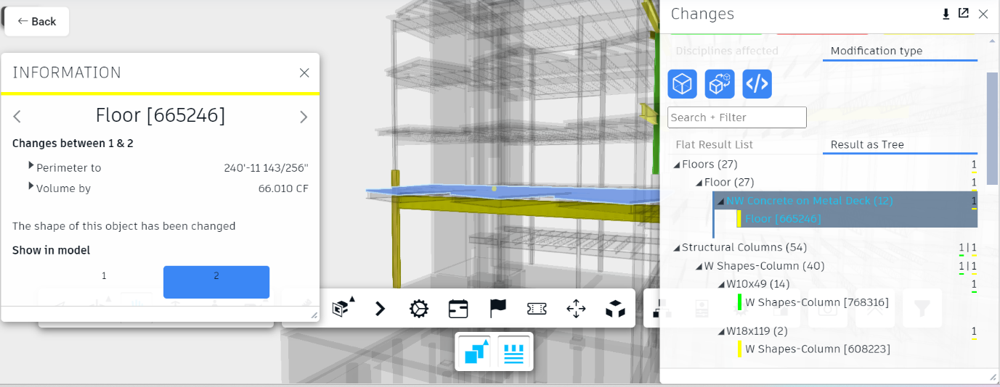 ← Back
INFORMATION
Floor [665246]
Changes between 1 & 2
Perimeter to 240'-11 143/256"
Volume by 66.010 CF
The shape of this object has been changed
Show in model
1 2
Changes
Disciplines affected Modification type
Search + Filter
Flat Result List Result as Tree
Floors (27) 1
Floor (27) 1
NW Concrete on Metal Deck (12) 1
Floor [665246]
Structural Columns (54) 1|1
W Shapes-Column (40) 1|1
W10x49 (14) 1
W Shapes-Column [768316]
W18x119 (2) 1
W Shapes-Column [608223]